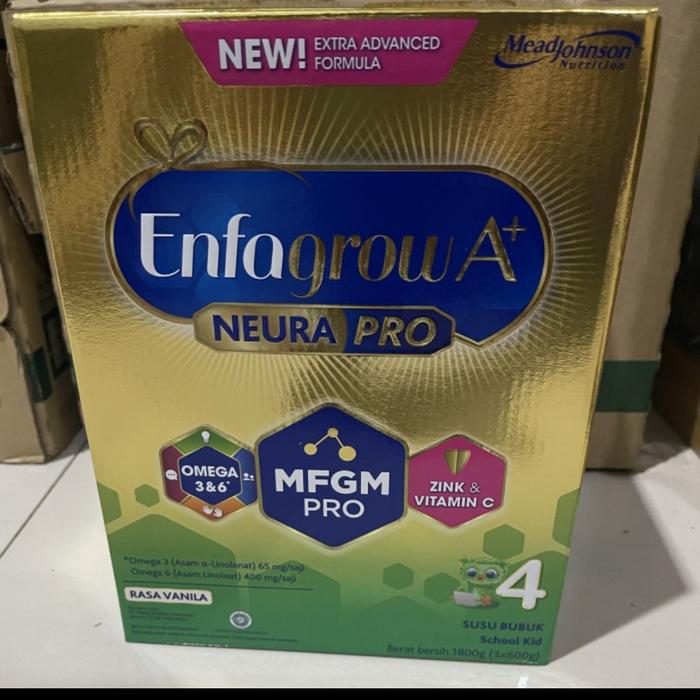 NEW! EXTRA ADVANCED
FORMULA
MeadJohnson
Nutrition
Enfagrow A+
NEURA PRO
OMEGA
3&6*
MFGM
PRO
ZINK &
VITAMIN C
*Omega 3 (Asam α-Linolenat) 65 mg/saji
Omega 6 (Asam Linoleat) 400 mg/saji
RASA VANILA
4
SUSU BUBUK
School Kid
Berat bersih 1800g (3x600g)